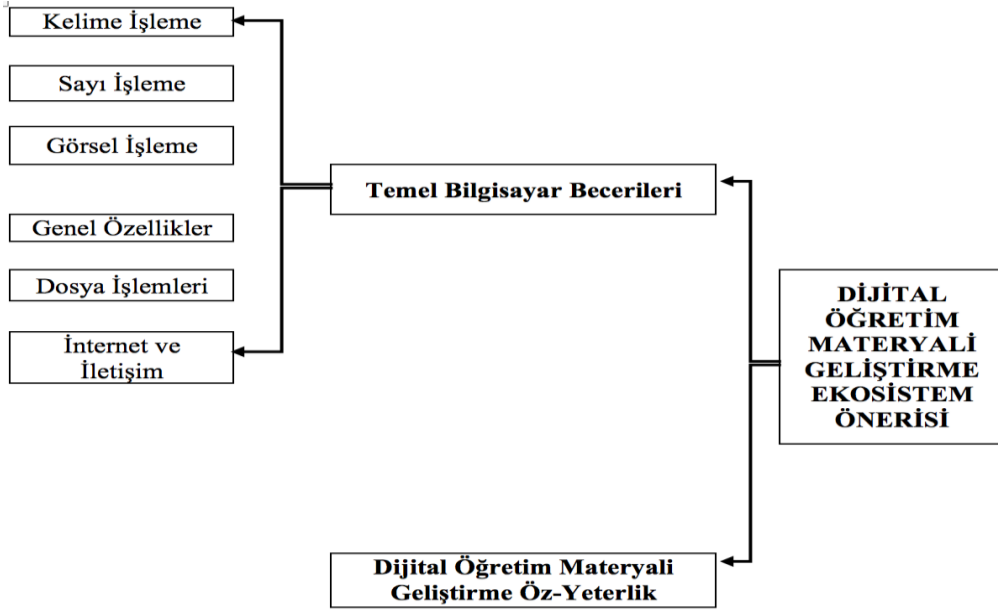 Kelime İşleme
Sayı İşleme
Görsel İşleme
Genel Özellikler
Dosya İşlemleri
İnternet ve
İletişim
Temel Bilgisayar Becerileri
Dijital Öğretim Materyali
Geliştirme Öz-Yeterlik
DİJİTAL
ÖĞRETİM
MATERYALİ
GELİŞTİRME
EKOSİSTEM
ÖNERİSİ